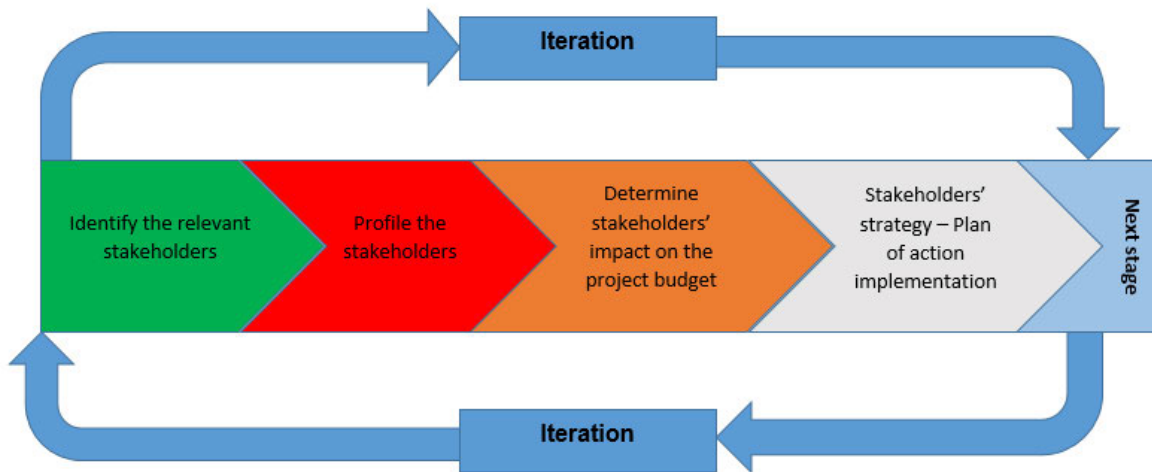 Iteration
Identify the relevant
stakeholders
Profile the
stakeholders
Determine
stakeholders’
impact on the
project budget
Stakeholders’
strategy – Plan
of action
implementation
Next stage
Iteration